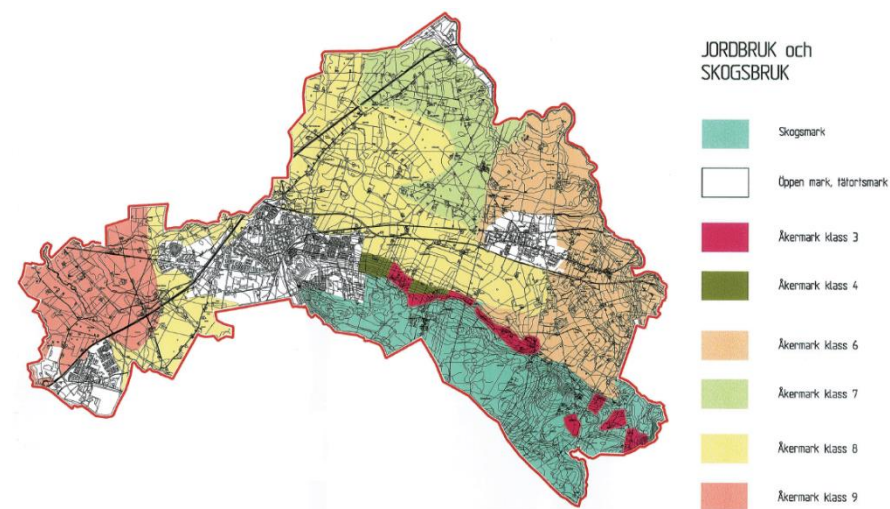 JORDBRUK och
SKOGSBRUK
Skogsmark
Öppen mark, tätortsmark
Åkermark klass 3
Åkermark klass 4
Åkermark klass 6
Åkermark klass 7
Åkermark klass 8
Åkermark klass 9